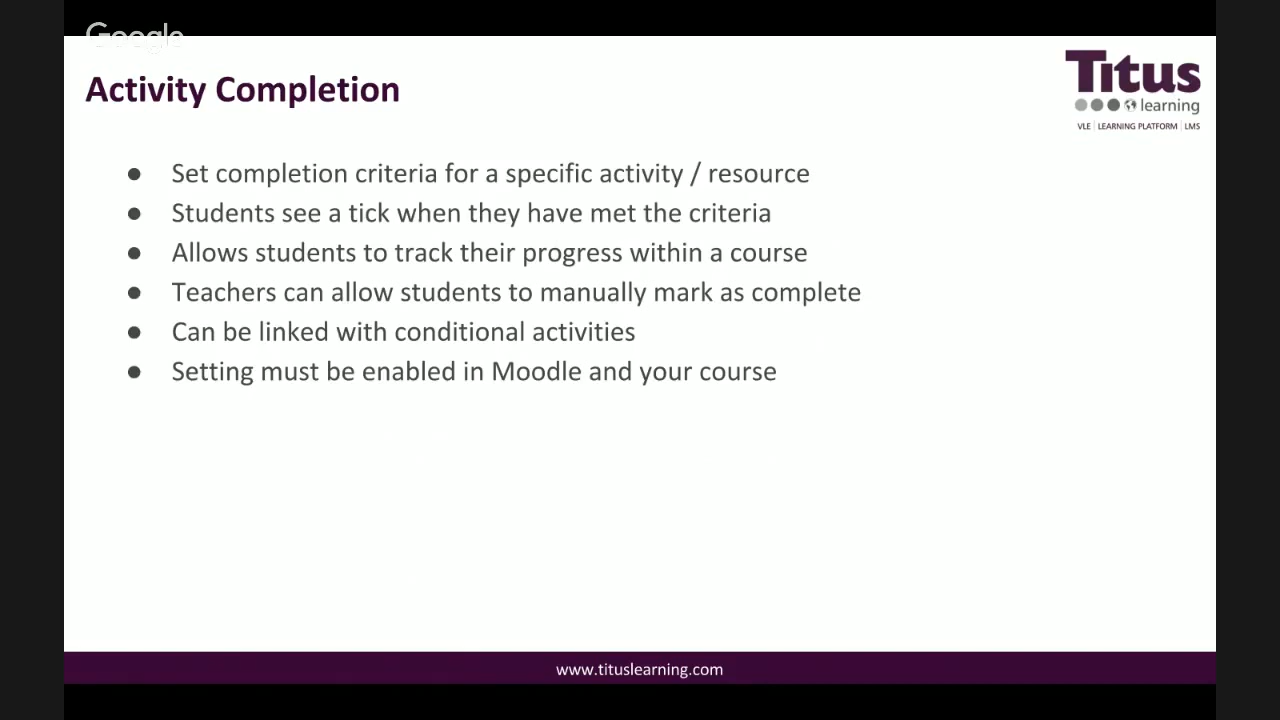 Google
Activity Completion
Titus
learning
VLE | LEARNING PLATFORM | LMS
● Set completion criteria for a specific activity / resource
● Students see a tick when they have met the criteria
● Allows students to track their progress within a course
● Teachers can allow students to manually mark as complete
● Can be linked with conditional activities
● Setting must be enabled in Moodle and your course
www.tituslearning.com